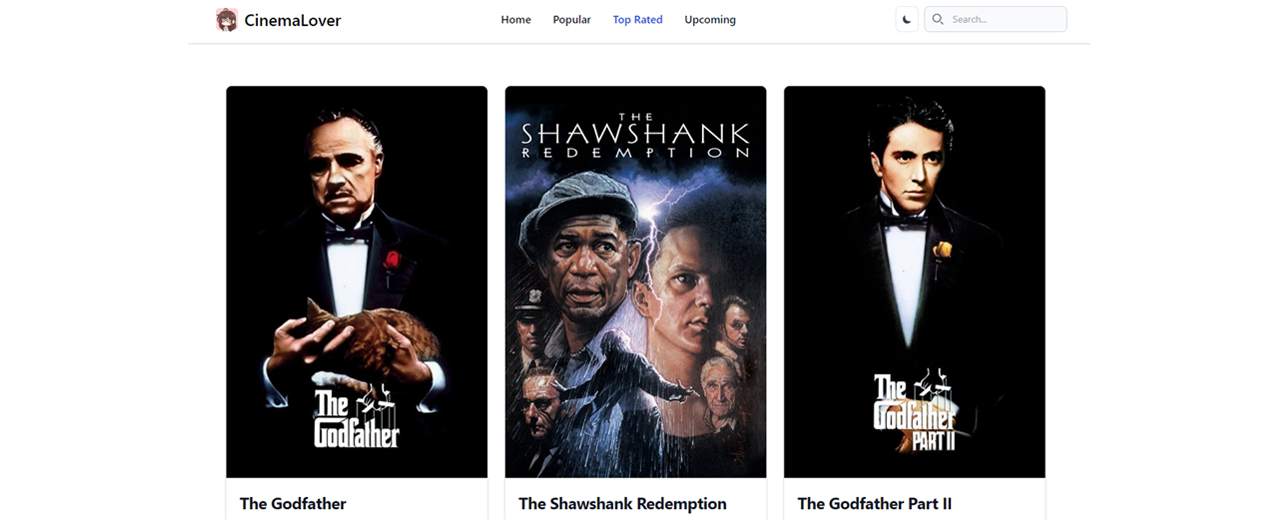 CinemaLover
Home Popular Top Rated Upcoming
Search...
The
Godfather
THE
SHAWSHANK
REDEMPTION
The
Godfather
PART II
The Godfather
The Shawshank Redemption
The Godfather Part II